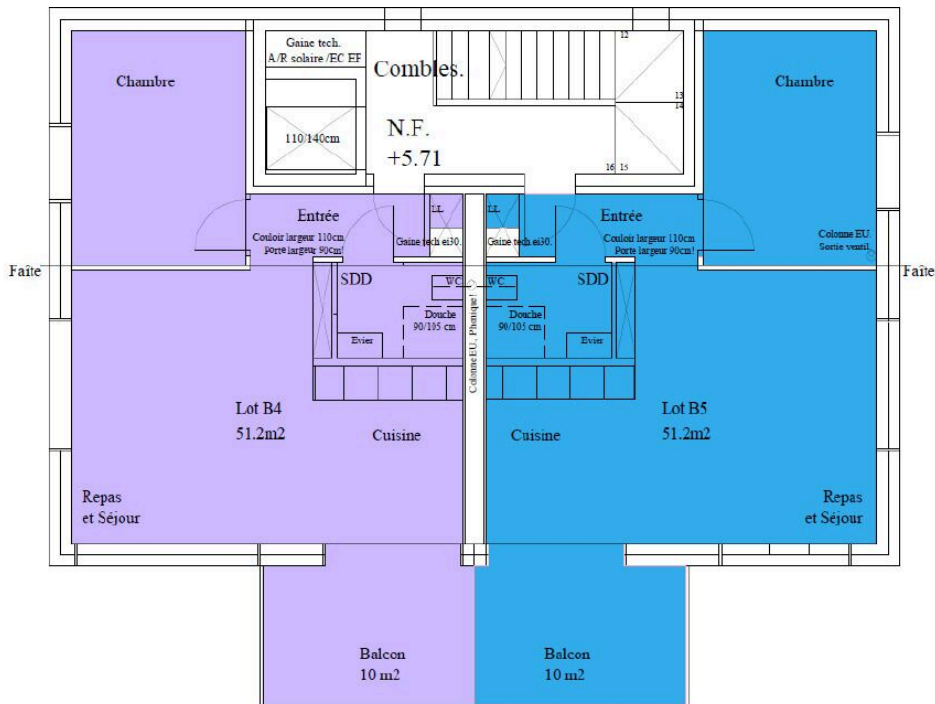 Gaine tech.
A/R solaire /EC EF
12
Chambre
Combles.
Chambre
13
14
110/140cm
N.F.
+5.71
16
15
LL
LL
Entrée
Entrée
Couloir largeur 110cm
Porte largeur 90cm!
Gaine tech ei30.
Gaine tech ei30.
Couloir largeur 110cm
Porte largeur 90cm!
Colonne EU.
Sortie ventil.
Faîte
Faîte
SDD
WC
WC
SDD
Douche
90/105 cm
Douche
90/105 cm
Colonne EU., Phonique!
Evier
Evier
Lot B4
51.2m2
Lot B5
51.2m2
Cuisine
Cuisine
Repas
et Séjour
Repas
et Séjour
Balcon
10 m2
Balcon
10 m2